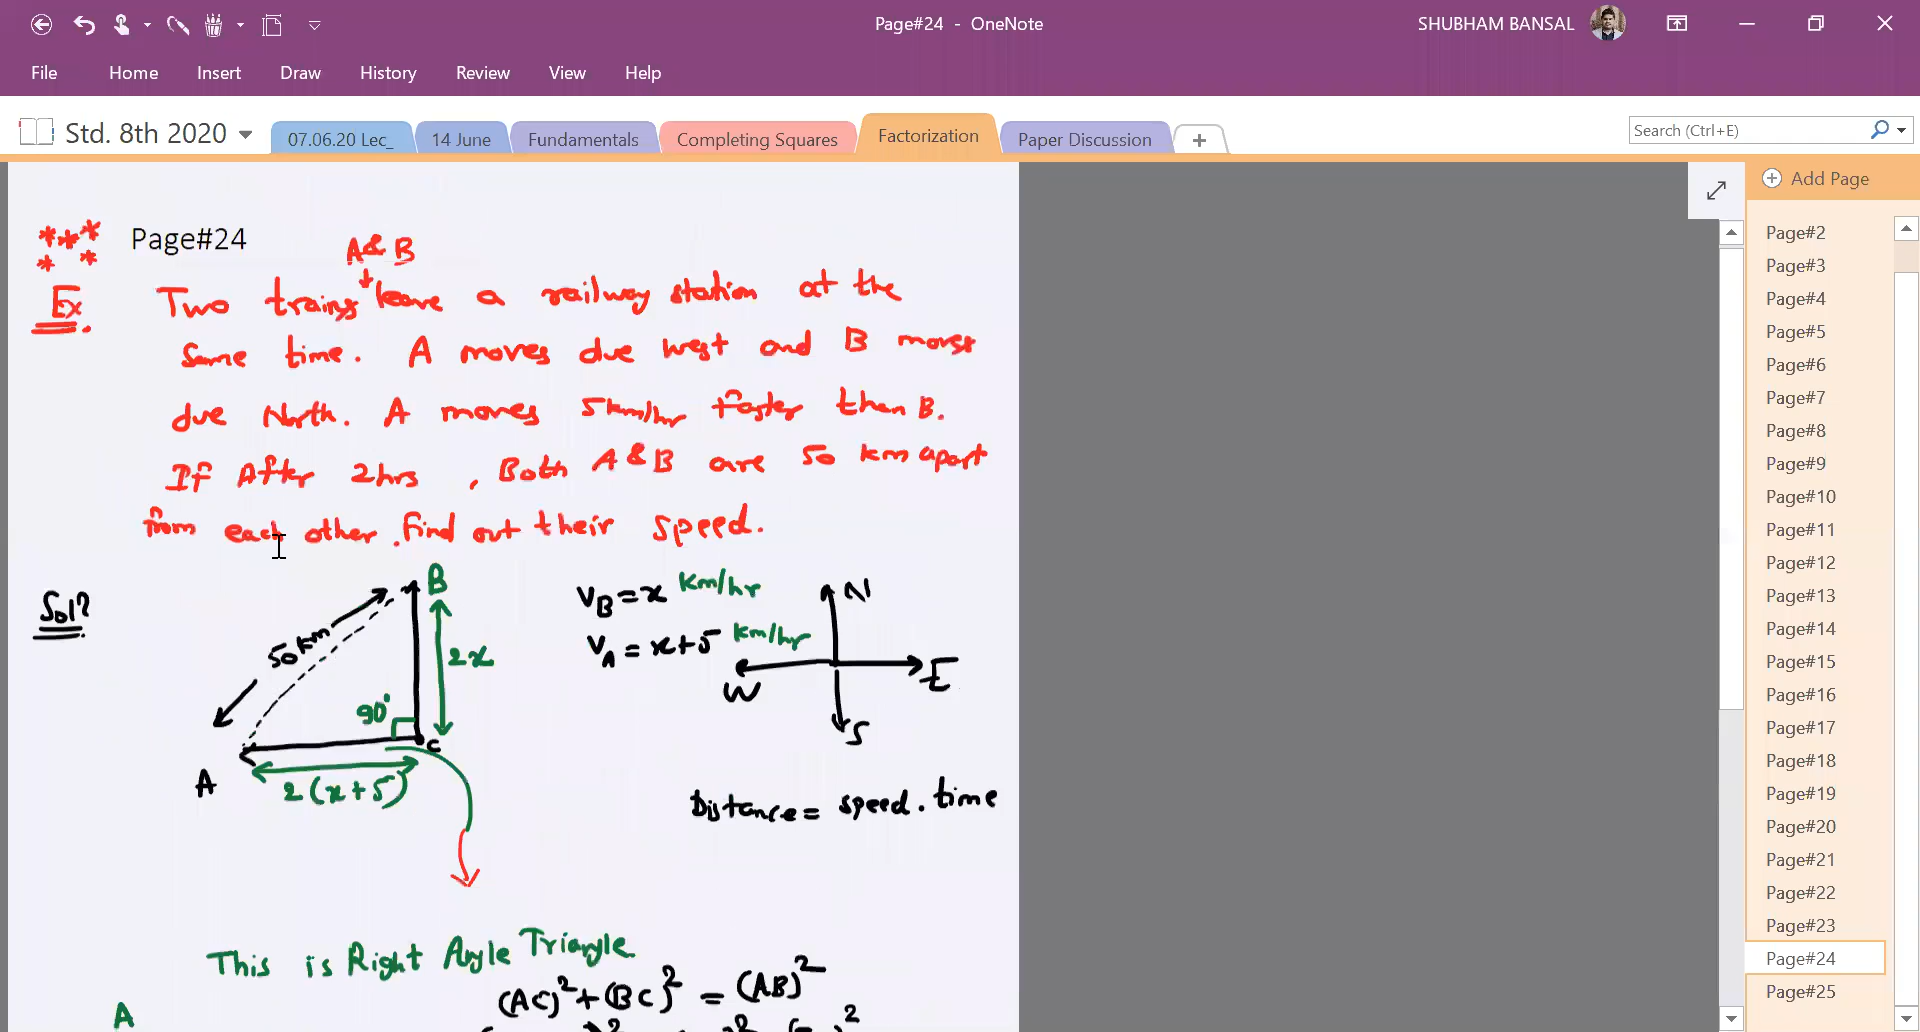 Page#24 - OneNote
SHUBHAM BANSAL
File Home Insert Draw History Review View Help
Std. 8th 2020
07.06.20 Lec_ 14 June Fundamentals Completing Squares Factorization Paper Discussion +
Search (Ctrl+E)
Add Page
Page#2
Page#3
Page#4
Page#5
Page#6
Page#7
Page#8
Page#9
Page#10
Page#11
Page#12
Page#13
Page#14
Page#15
Page#16
Page#17
Page#18
Page#19
Page#20
Page#21
Page#22
Page#23
Page#24
Page#25
Page#24
A&B
Ex. Two trains leave a railway station at the
same time. A moves due west and B moves
due North. A moves 5km/hr faster than B.
If After 2hrs, Both A&B are 50 km apart
from each other. Find out their speed.
Soln
B
50 km
2x
90°
C
A
2(x+5)
VB = x km/hr
VA = x+5 km/hr
N
W
E
S
Distance = speed . time
This is Right Angle Triangle
(AC)²+(BC)² = (AB)²
A